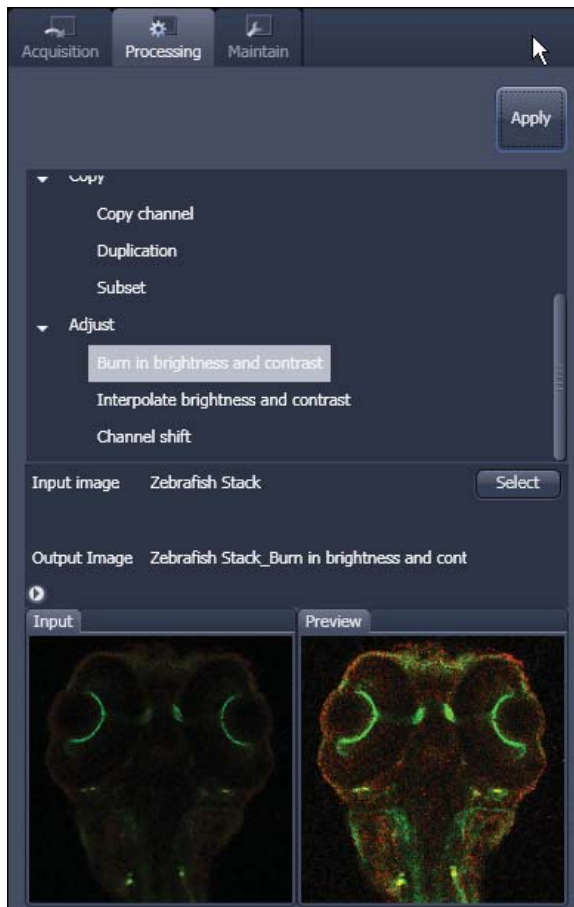 Acquisition Processing Maintain
Apply
Copy
Copy channel
Duplication
Subset
Adjust
Burn in brightness and contrast
Interpolate brightness and contrast
Channel shift
Input image Zebrafish Stack Select
Output Image Zebrafish Stack_Burn in brightness and cont
Input Preview